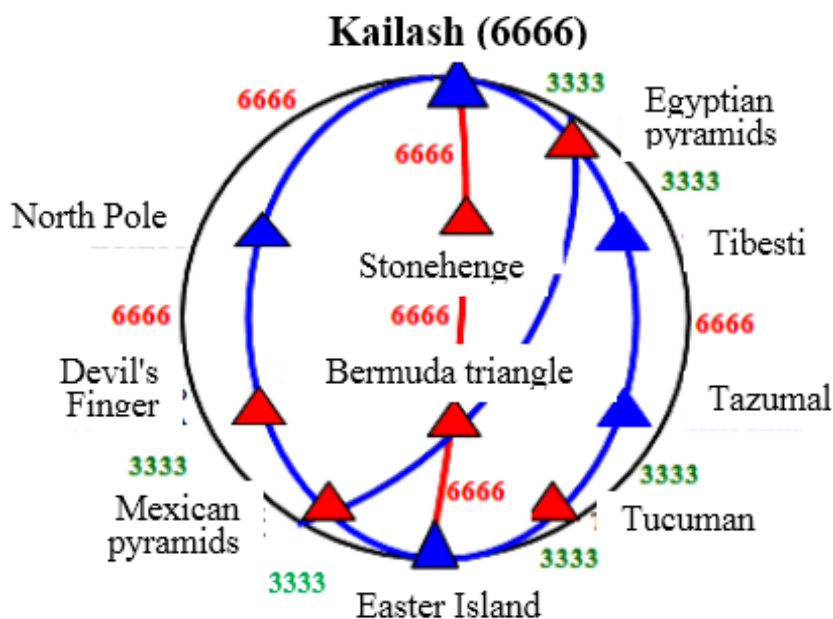 Kailash (6666)
3333
6666
Egyptian
pyramids
6666
3333
North Pole
Tibesti
Stonehenge
6666
6666
6666
Devil's
Finger
Bermuda triangle
Tazumal
3333
3333
6666
Mexican
pyramids
Tucuman
3333
3333
Easter Island